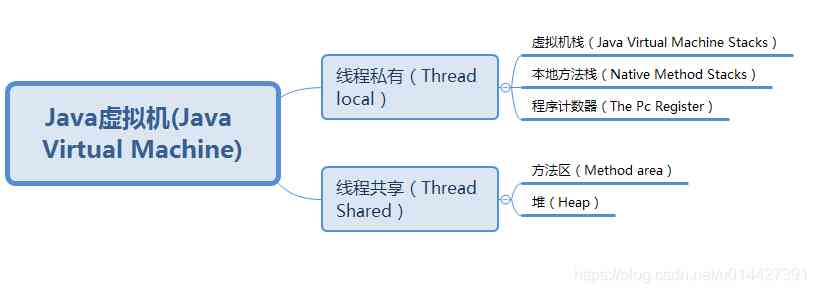 Java虚拟机(Java
Virtual Machine)
线程私有（Thread
local）
虚拟机栈（Java Virtual Machine Stacks）
本地方法栈（Native Method Stacks）
程序计数器（The Pc Register）
线程共享（Thread
Shared）
方法区（Method area）
堆（Heap）
https://blog.csdn.net/u014427391